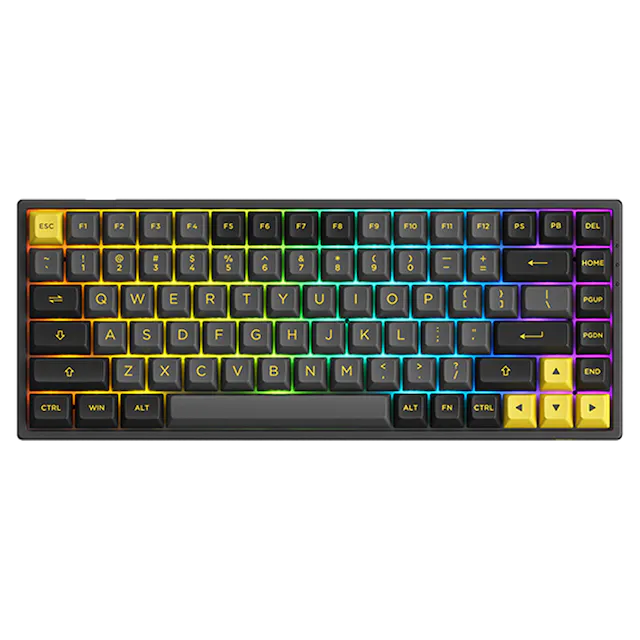 ESC F1 F2 F3 F4 F5 F6 F7 F8 F9 F10 F11 F12 PS PB DEL
~ ` ! 1 @ 2 # 3 $ 4 % 5 ^ 6 & 7 * 8 ( 9 ) 0 — - + = ← HOME
⇌ Q W E R T Y U I O P { [ } ] \ PGUP
⇩ A S D F G H J K L : ; " ' ↵ PGDN
⇧ Z X C V B N M < , > . ? / ⇧ ▲ END
CTRL WIN ALT ALT FN CTRL ◄ ▼ ►